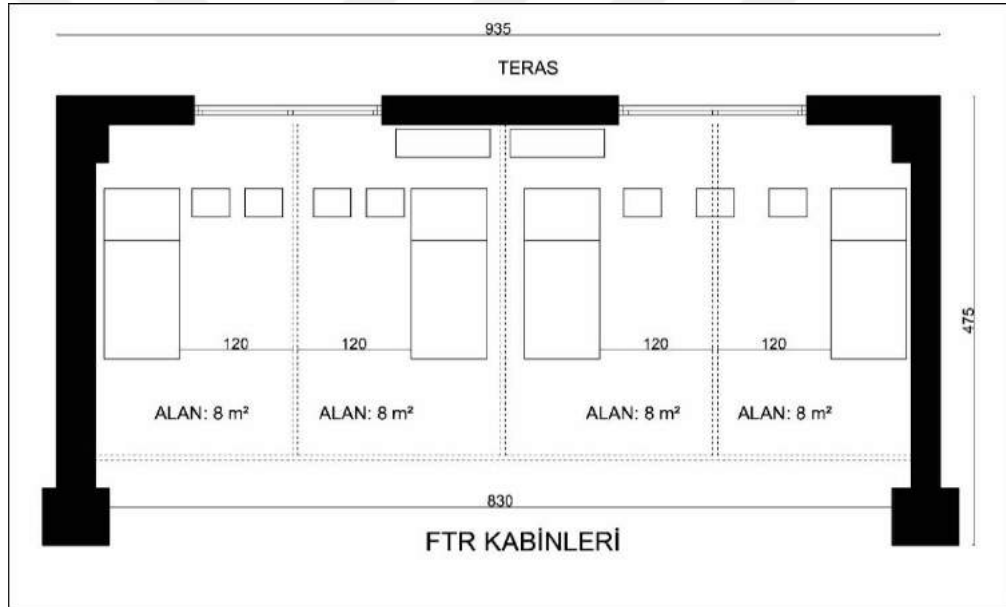 935
TERAS
475
120
120
120
120
ALAN: 8 m²
ALAN: 8 m²
ALAN: 8 m²
ALAN: 8 m²
830
FTR KABİNLERİ